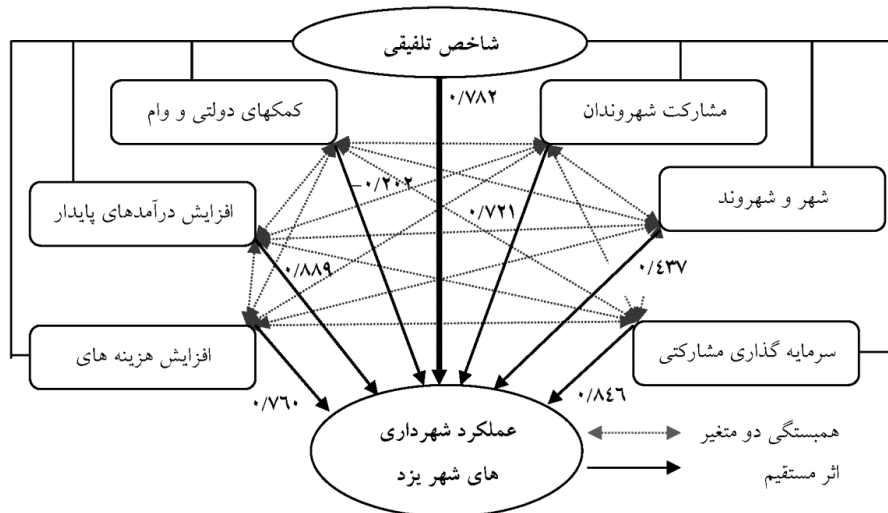 شاخص تلفیقی
مشارکت شهروندان
۰/۷۸۲
کمکهای دولتی و وام
شهر و شهروند
۰/۷۲۱
-۰/۲۰۲
افزایش درآمدهای پایدار
۰/۴۳۷
۰/۸۸۹
سرمایه گذاری مشارکتی
افزایش هزینه های
۰/۸۴۶
۰/۷۶۰
عملکرد شهرداری
های شهر یزد
همبستگی دو متغیر
اثر مستقیم